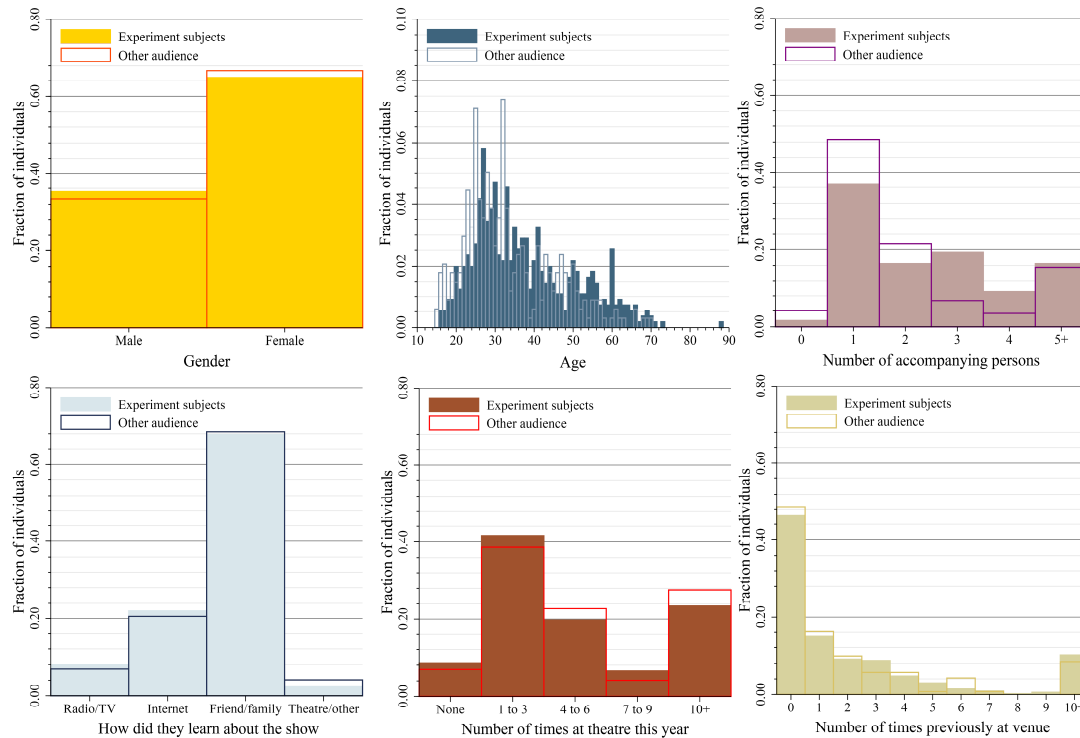 Experiment subjects
Other audience
Fraction of individuals
0.00 0.20 0.40 0.60 0.80
Male Female
Gender
Experiment subjects
Other audience
Fraction of individuals
0.00 0.02 0.04 0.06 0.08 0.10
10 20 30 40 50 60 70 80 90
Age
Experiment subjects
Other audience
Fraction of individuals
0.00 0.20 0.40 0.60 0.80
0 1 2 3 4 5+
Number of accompanying persons
Experiment subjects
Other audience
Fraction of individuals
0.00 0.20 0.40 0.60 0.80
Radio/TV Internet Friend/family Theatre/other
How did they learn about the show
Experiment subjects
Other audience
Fraction of individuals
0.00 0.20 0.40 0.60 0.80
None 1 to 3 4 to 6 7 to 9 10+
Number of times at theatre this year
Experiment subjects
Other audience
Fraction of individuals
0.00 0.20 0.40 0.60 0.80
0 1 2 3 4 5 6 7 8 9 10+
Number of times previously at venue